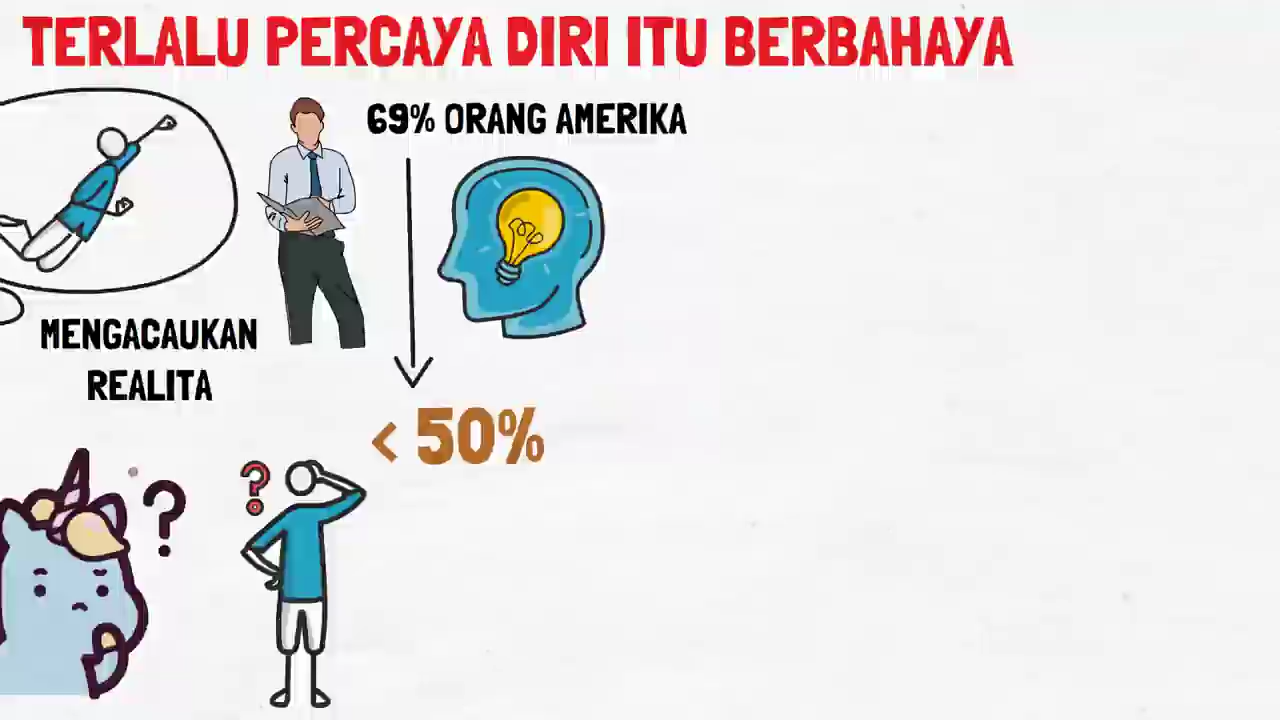 TERLALU PERCAYA DIRI ITU BERBAHAYA
69% ORANG AMERIKA
MENGACAUKAN
REALITA
< 50%
?
?